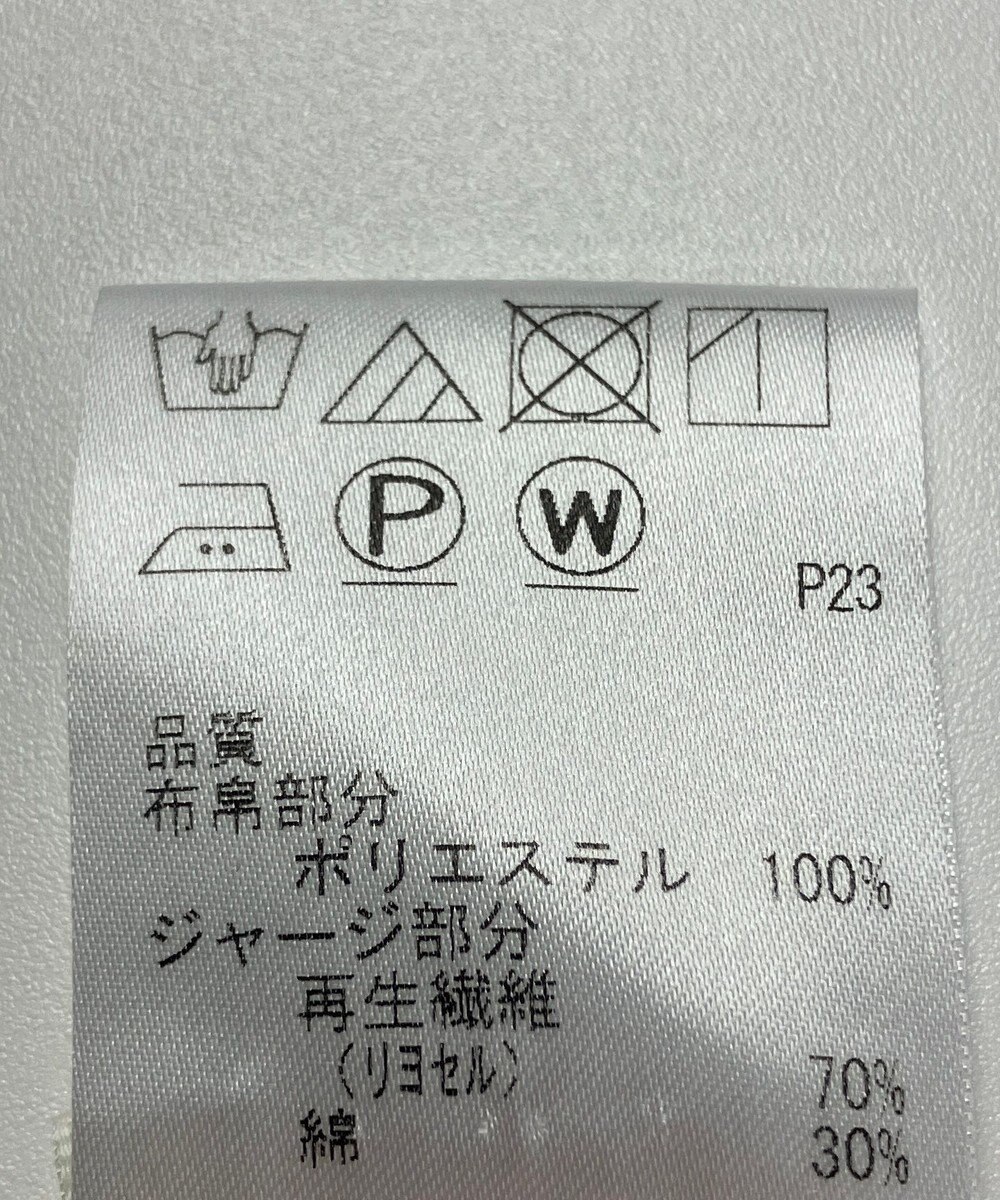 P W
P23
品質
布帛部分
ポリエステル 100%
ジャージ部分
再生繊維
(リヨセル) 70%
綿 30%